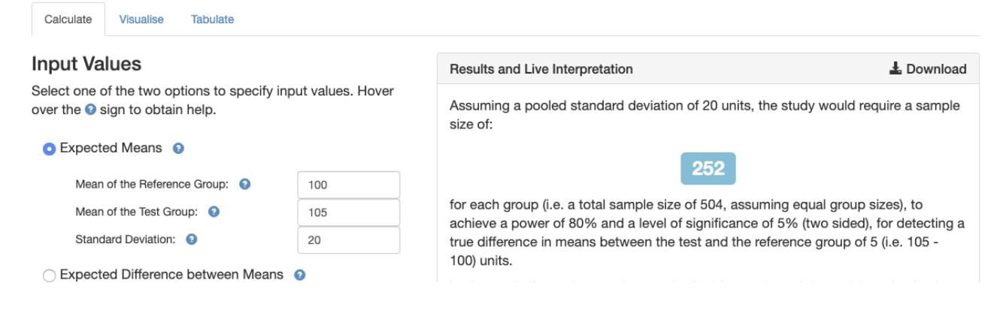 Calculate Visualise Tabulate
Input Values
Select one of the two options to specify input values. Hover
over the ? sign to obtain help.
Expected Means ?
Mean of the Reference Group: ? 100
Mean of the Test Group: ? 105
Standard Deviation: ? 20
Expected Difference between Means ?
Results and Live Interpretation Download
Assuming a pooled standard deviation of 20 units, the study would require a sample
size of:
252
for each group (i.e. a total sample size of 504, assuming equal group sizes), to
achieve a power of 80% and a level of significance of 5% (two sided), for detecting a
true difference in means between the test and the reference group of 5 (i.e. 105 -
100) units.